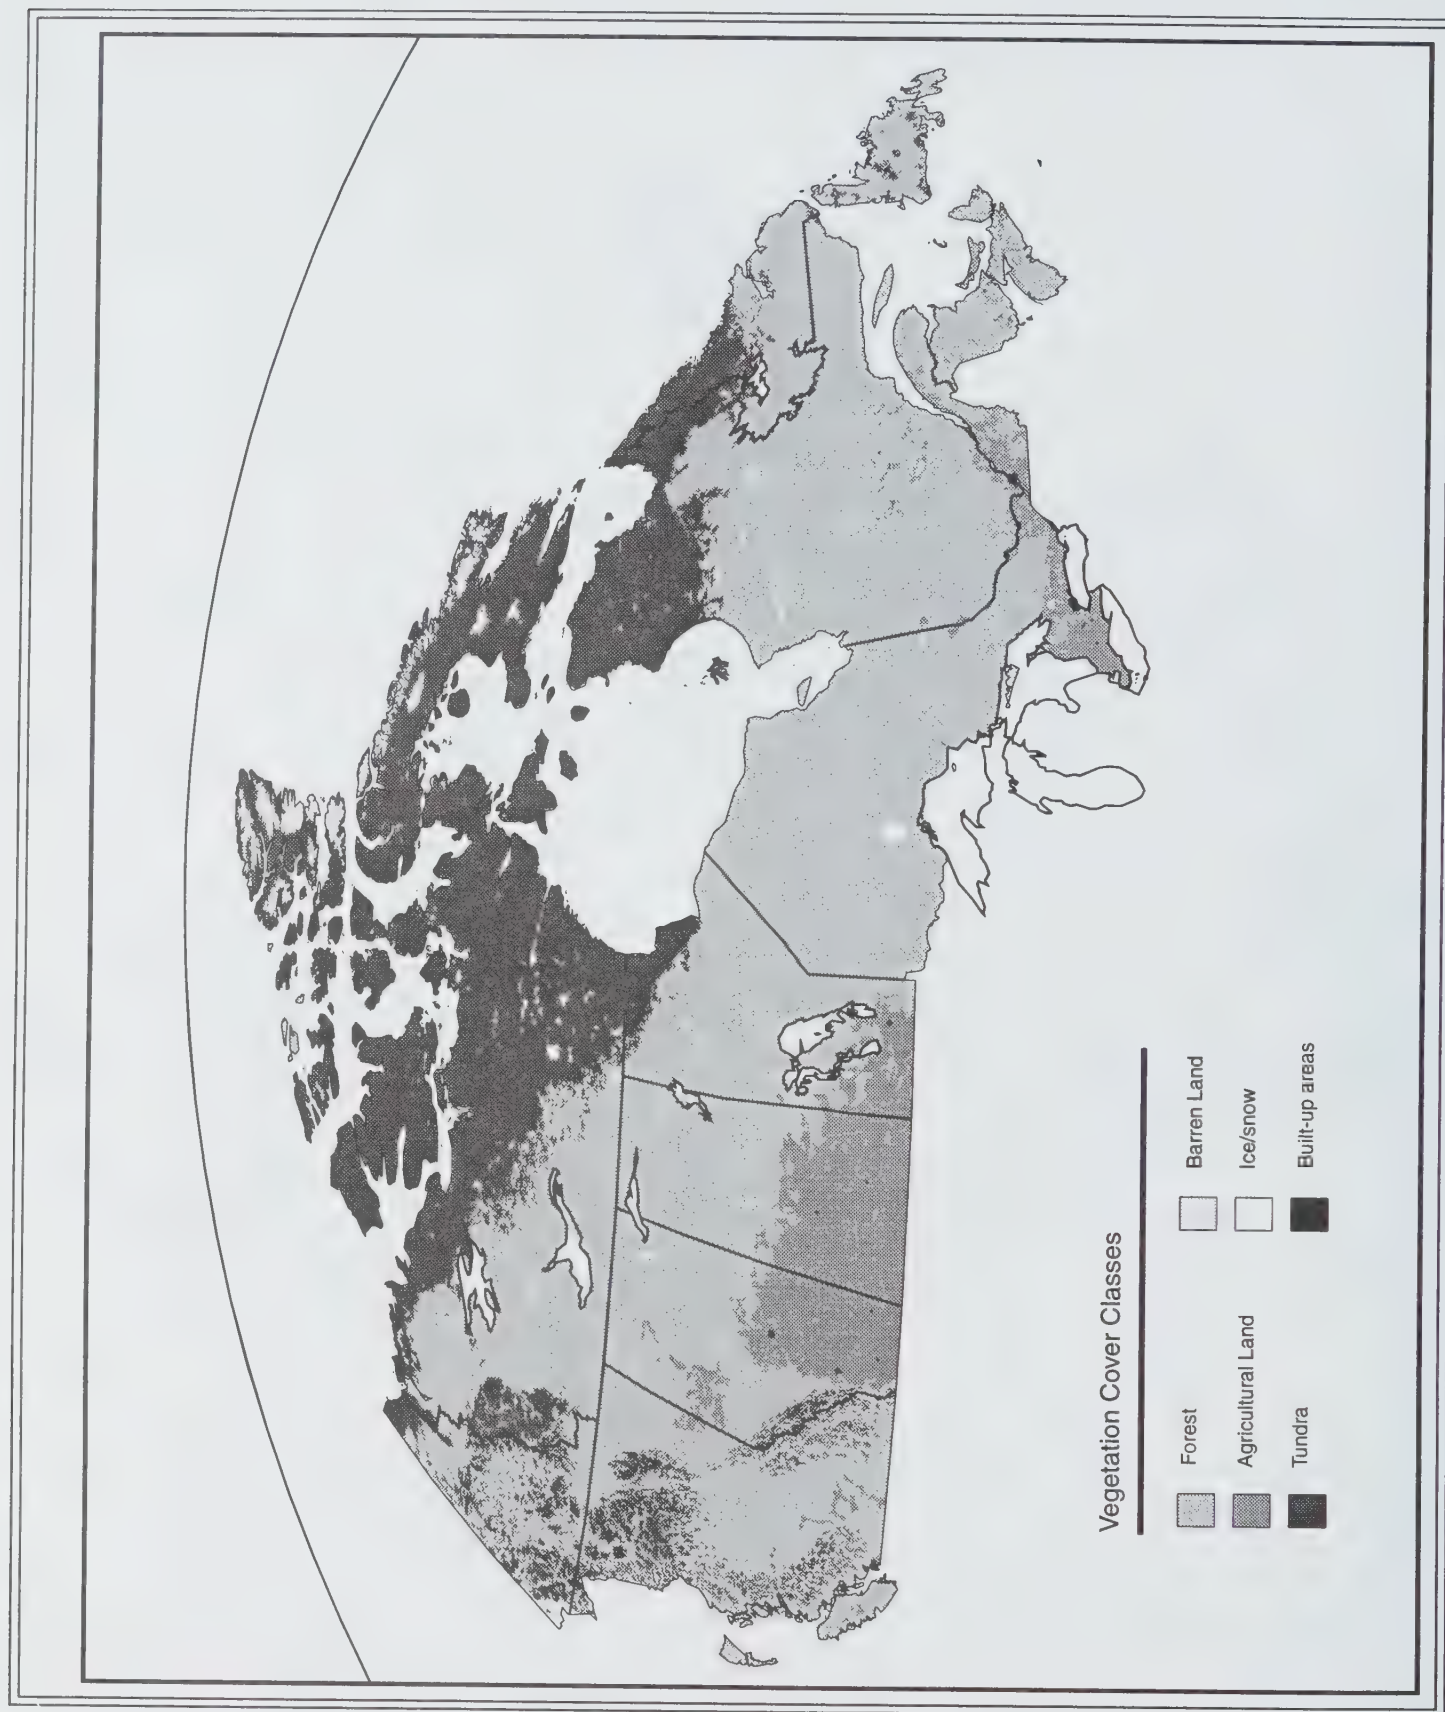 Vegetation Cover Classes
Forest
Agricultural Land
Tundra
Barren Land
Ice/snow
Built-up areas